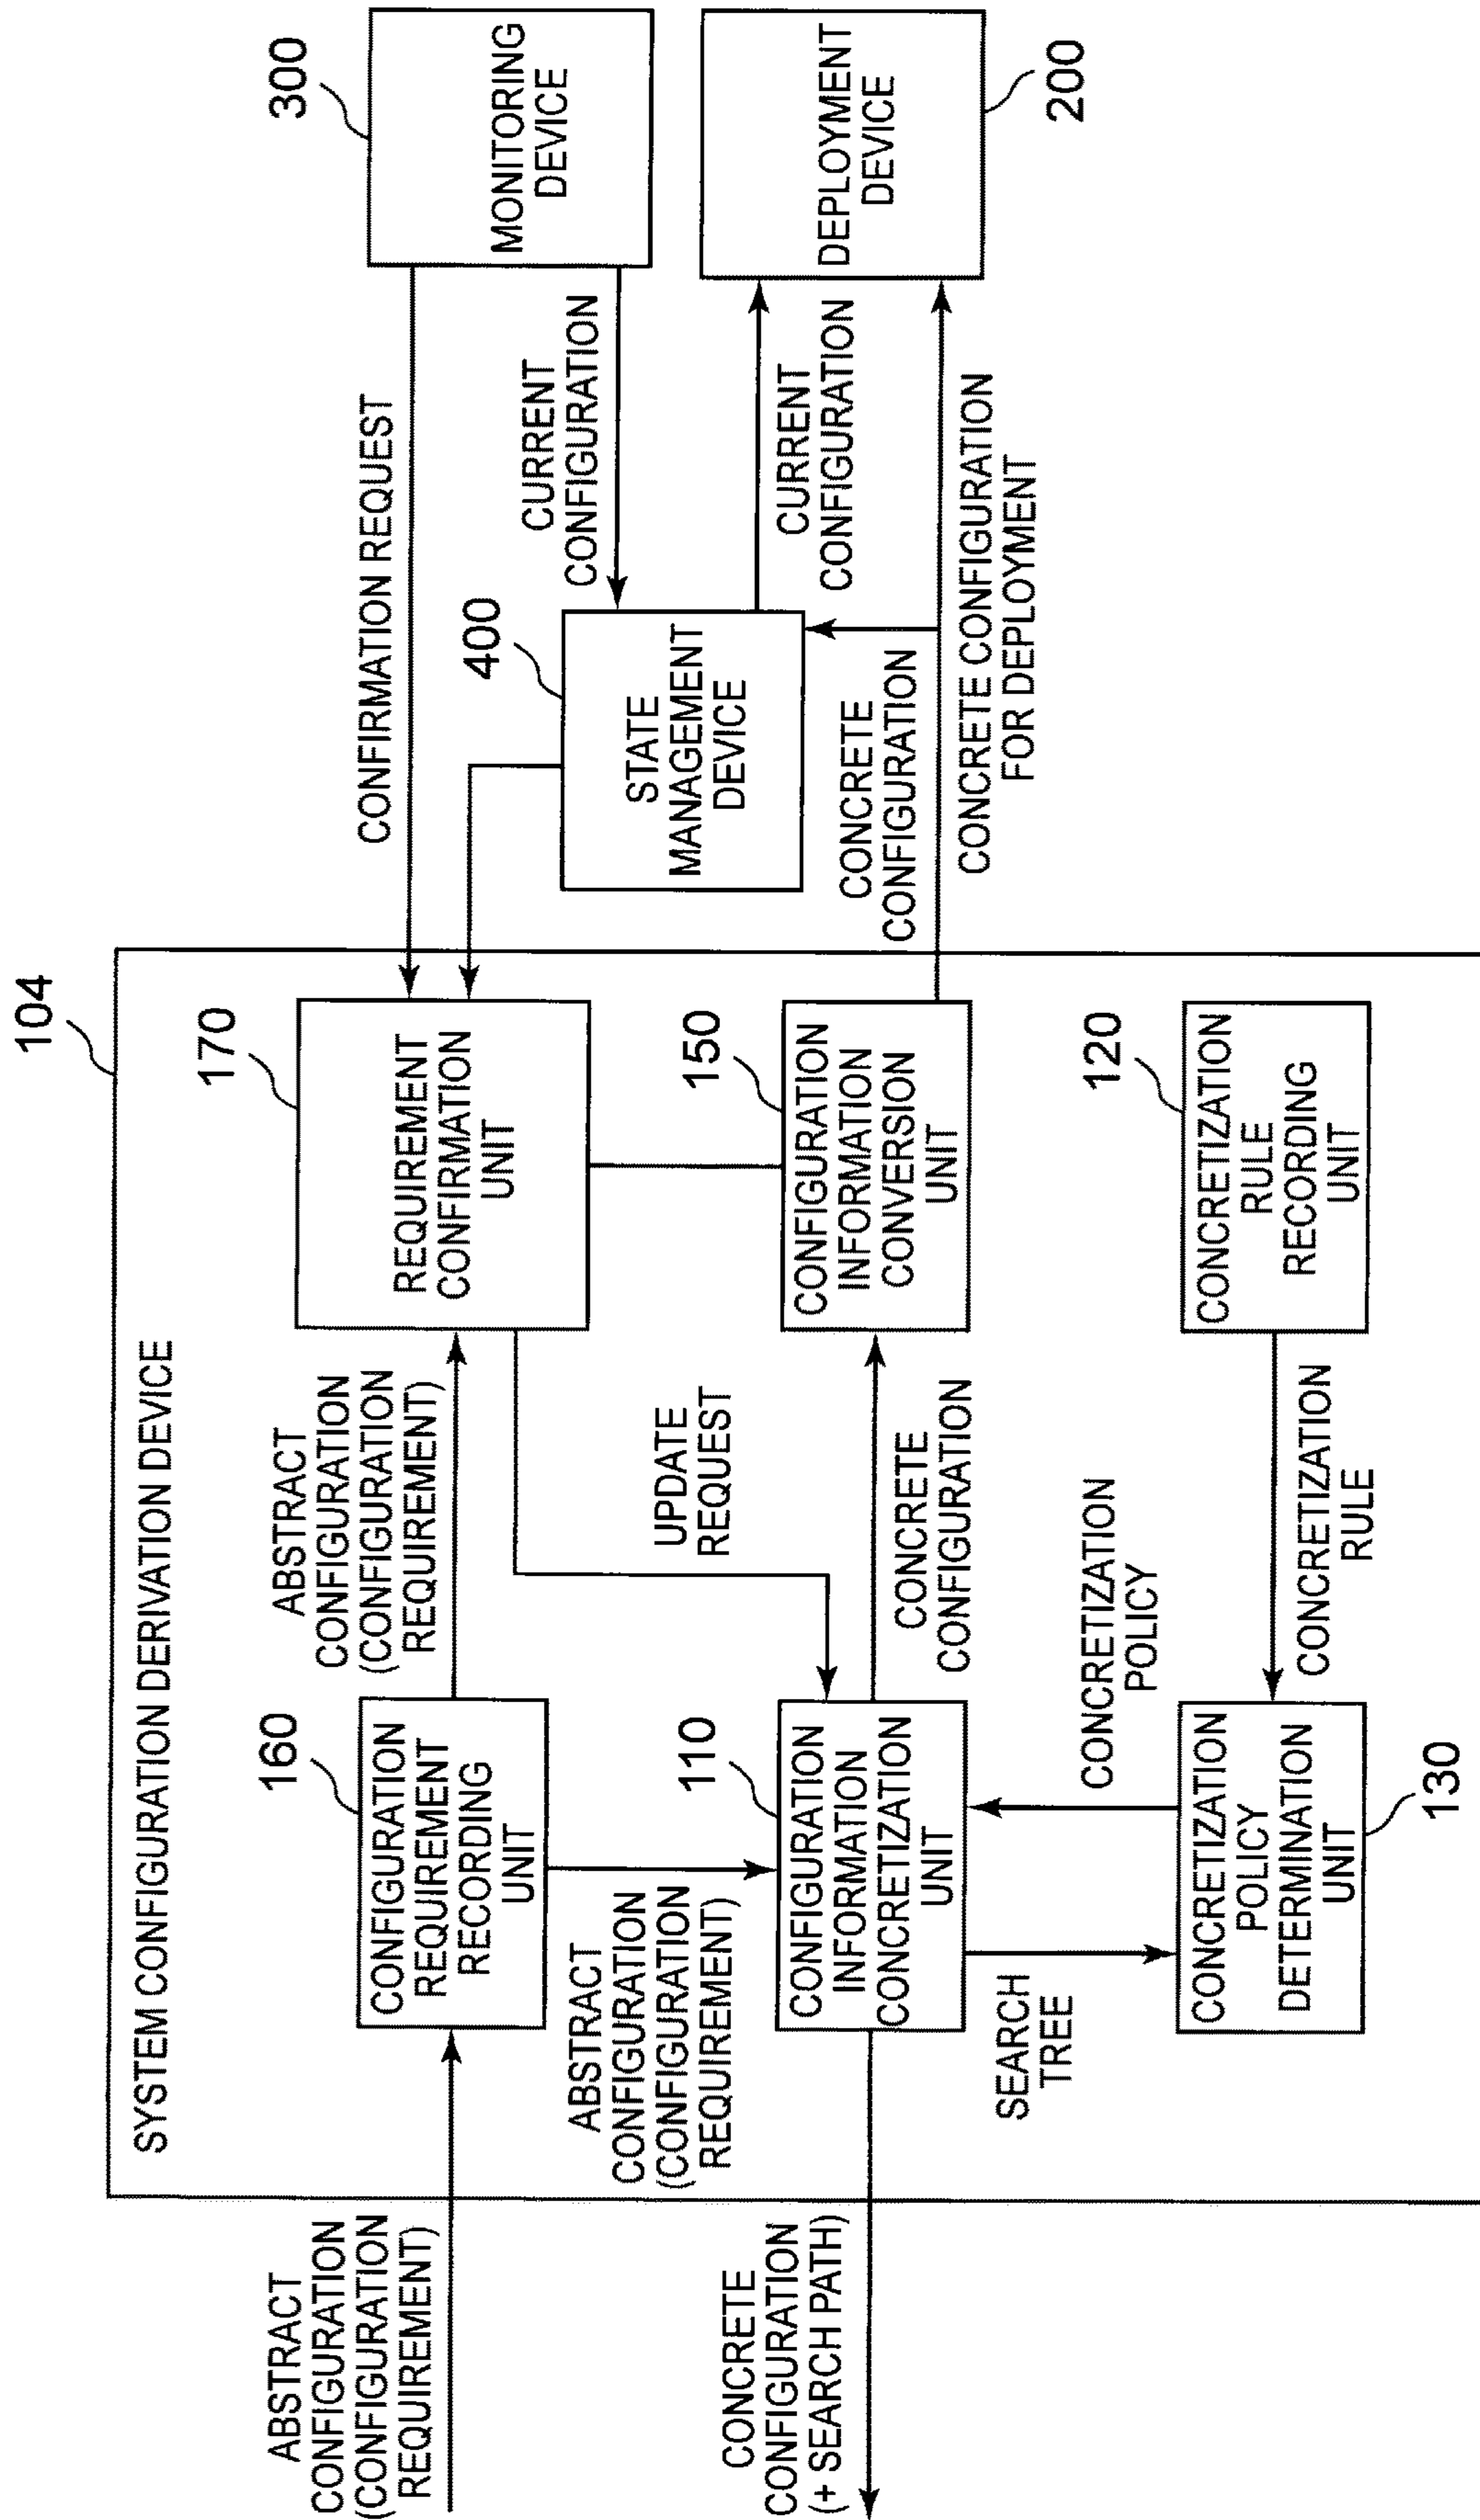 104
SYSTEM CONFIGURATION DERIVATION DEVICE
ABSTRACT
CONFIGURATION
(CONFIGURATION
REQUIREMENT)
160
CONFIGURATION
REQUIREMENT
RECORDING
UNIT
ABSTRACT
CONFIGURATION
(CONFIGURATION
REQUIREMENT)
170
REQUIREMENT
CONFIRMATION
UNIT
CONFIRMATION REQUEST
300
MONITORING
DEVICE
CURRENT
CONFIGURATION
400
STATE
MANAGEMENT
DEVICE
CURRENT
CONFIGURATION
DEPLOYMENT
DEVICE
200
ABSTRACT
CONFIGURATION
(CONFIGURATION
REQUIREMENT)
UPDATE
REQUEST
CONCRETE
CONFIGURATION
(+ SEARCH PATH)
110
CONFIGURATION
INFORMATION
CONCRETIZATION
UNIT
CONCRETE
CONFIGURATION
150
CONFIGURATION
INFORMATION
CONVERSION
UNIT
CONCRETE
CONFIGURATION
CONCRETE CONFIGURATION
FOR DEPLOYMENT
SEARCH
TREE
CONCRETIZATION
POLICY
CONCRETIZATION
POLICY
DETERMINATION
UNIT
130
CONCRETIZATION
RULE
120
CONCRETIZATION
RULE
RECORDING
UNIT